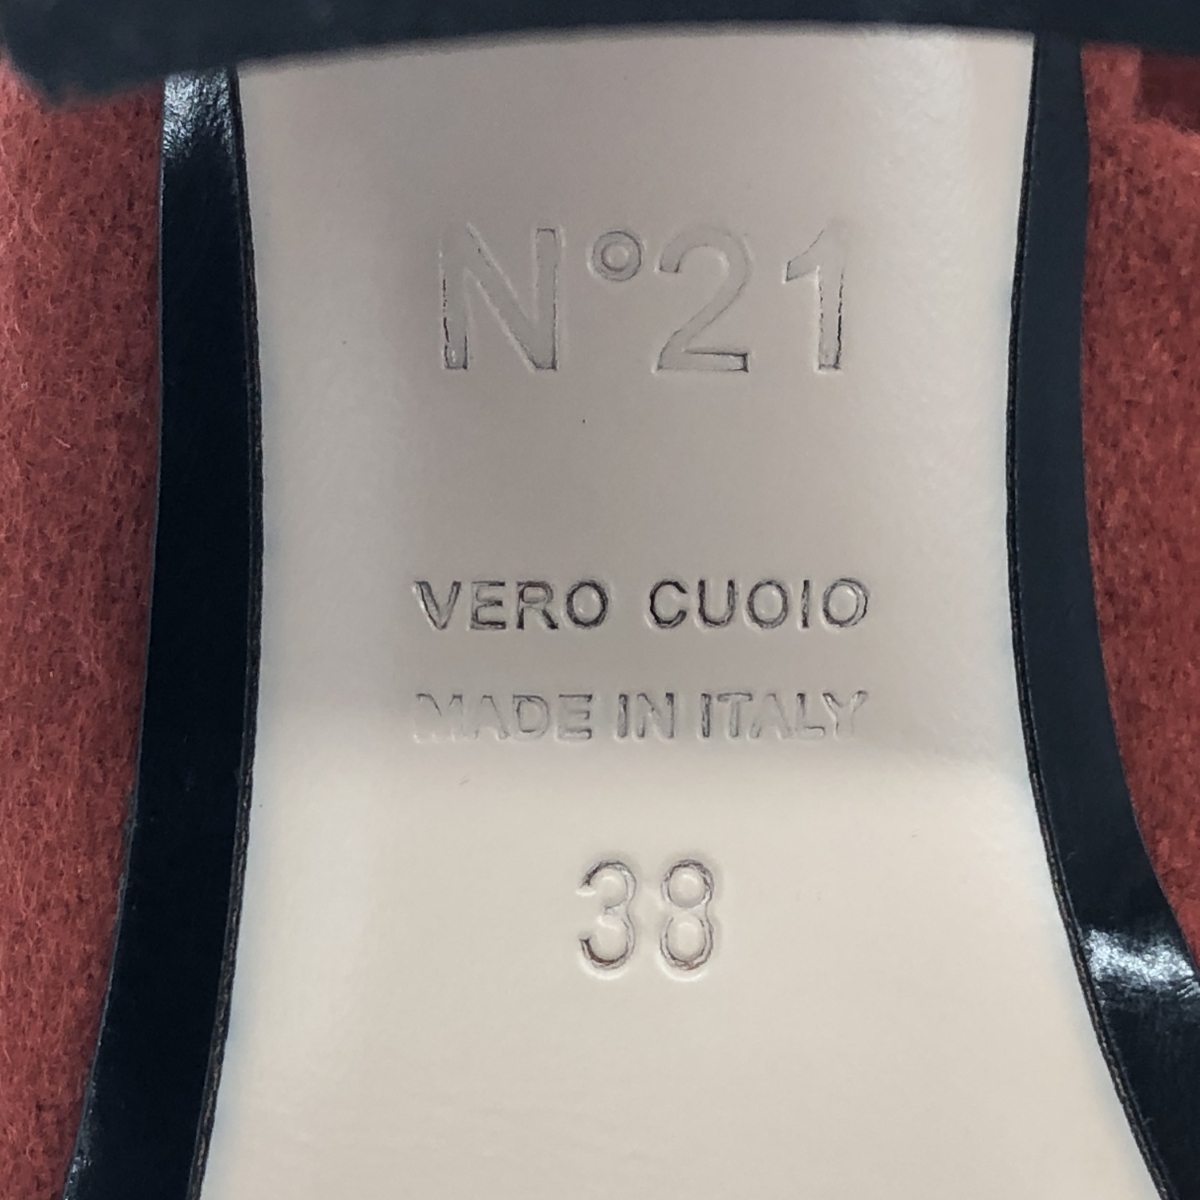 N°21
VERO CUOIO
MADE IN ITALY
38